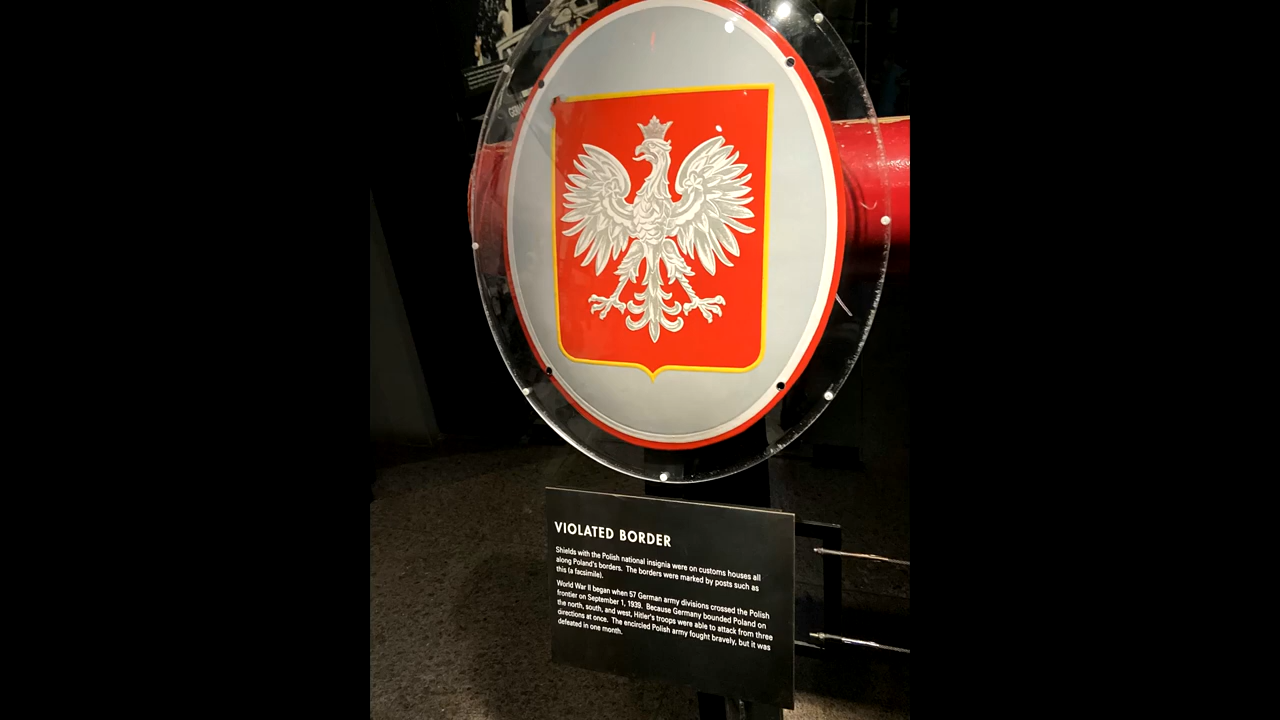 VIOLATED BORDER
Shields with the Polish national insignia were on customs houses all
along Poland's borders. The borders were marked by posts such as
this (a facsimile).
World War II began when 57 German army divisions crossed the Polish
frontier on September 1, 1939. Because Germany bounded Poland on
the north, south, and west, Hitler's troops were able to attack from three
directions at once. The encircled Polish army fought bravely, but it was
defeated in one month.